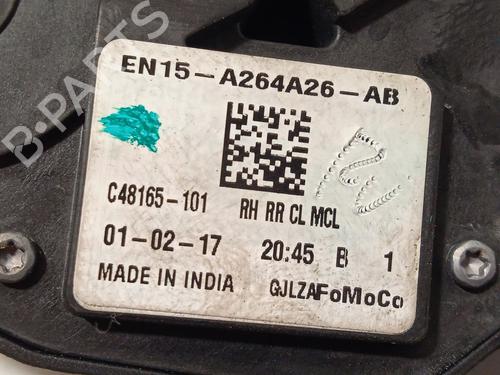 B-PARTS
EN15-A264A26-AB
C48165-101 RH RR CL MCL
01-02-17 20:45 B 1
MADE IN INDIA GJLZAFoMoCo